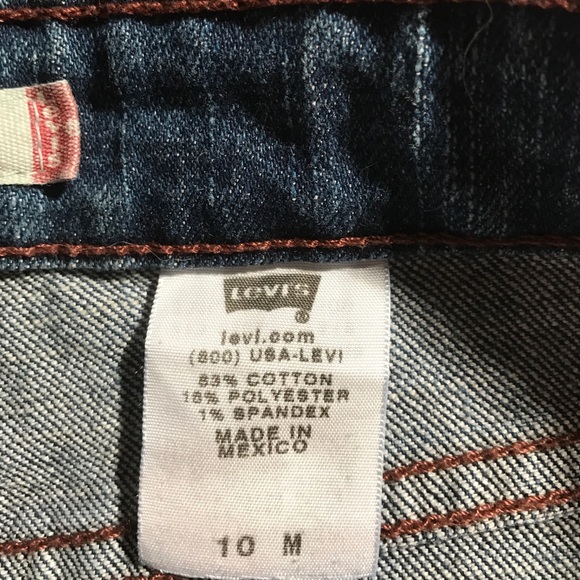 LEVI'S
®
levi.com
(800) USA-LEVI
83% COTTON
16% POLYESTER
1% SPANDEX
MADE IN
MEXICO
10 M